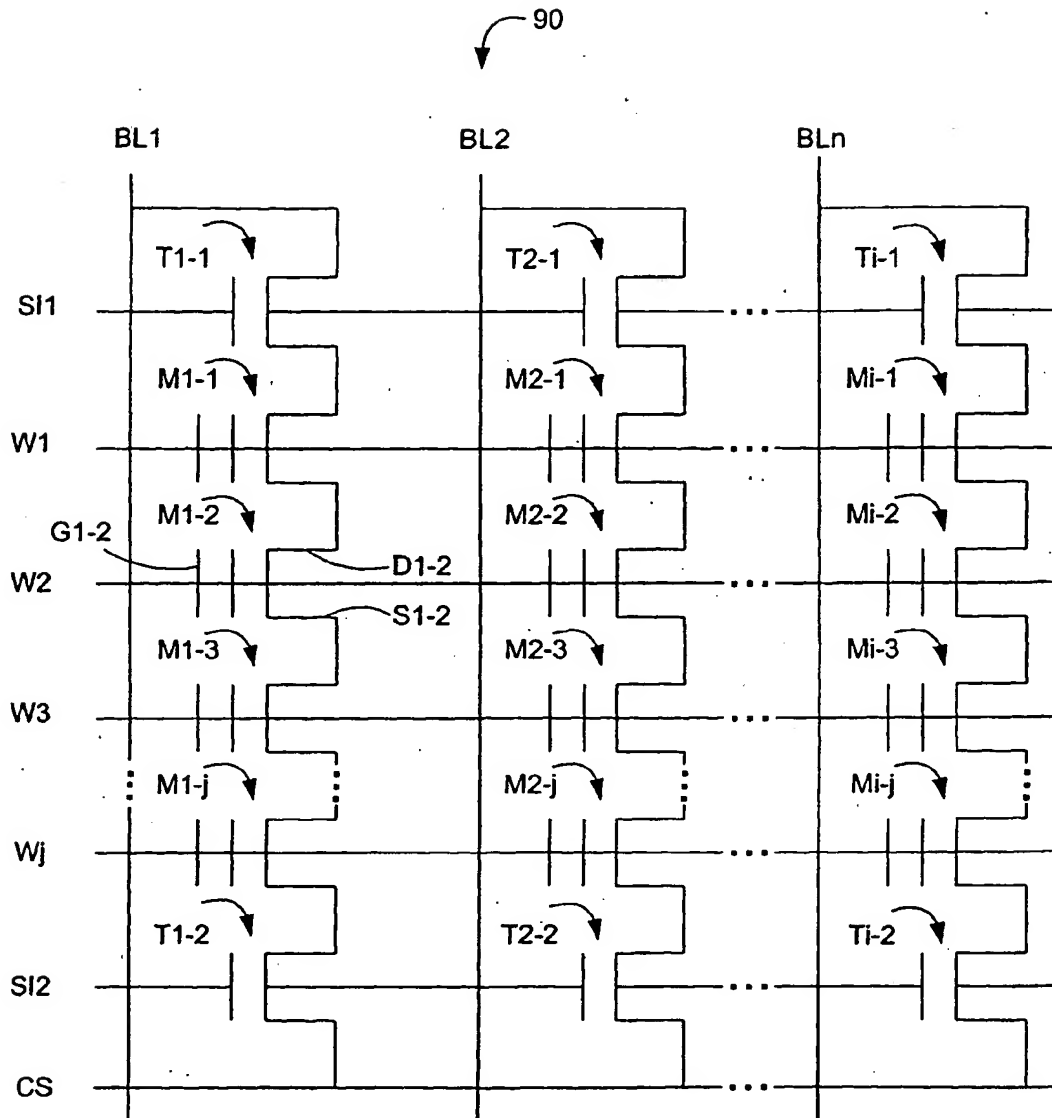 90
BL1 BL2 BLn
T1-1 T2-1 Ti-1
SI1
M1-1 M2-1 Mi-1
W1
M1-2 M2-2 Mi-2
G1-2
D1-2
W2
S1-2
M1-3 M2-3 Mi-3
W3
M1-j M2-j Mi-j
Wj
T1-2 T2-2 Ti-2
SI2
CS